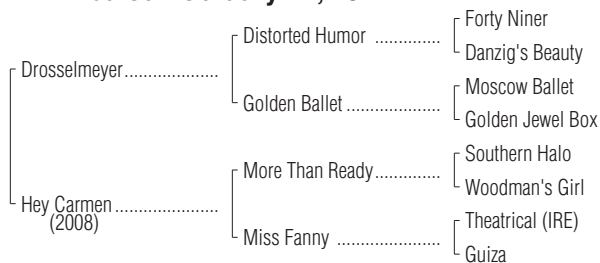 Forty Niner
Distorted Humor ................
Danzig's Beauty
Drosselmeyer.....................
Moscow Ballet
Golden Ballet .....................
Golden Jewel Box
Southern Halo
More Than Ready...............
Woodman's Girl
Hey Carmen .......................
(2008)
Theatrical (IRE)
Miss Fanny .......................
Guiza